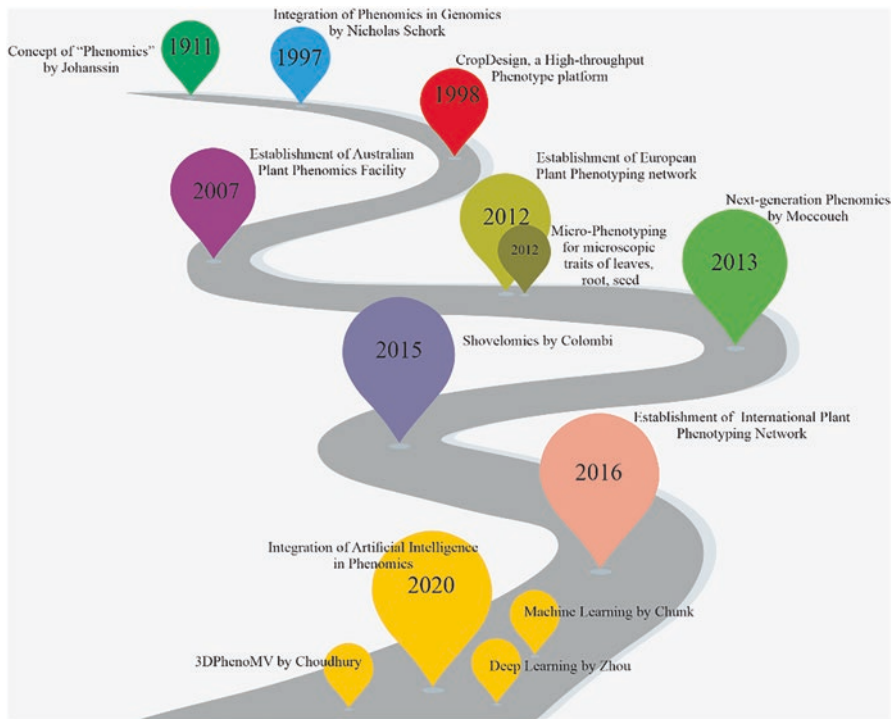 1911
Concept of "Phenomics"
by Johanssin
1997
Integration of Phenomics in Genomics
by Nicholas Schork
1998
CropDesign, a High-throughput
Phenotype platform
2007
Establishment of Australian
Plant Phenomics Facility
2012
Establishment of European
Plant Phenotyping network
2012
Micro-Phenotyping
for microscopic
traits of leaves,
root, seed
2013
Next-generation Phenomics
by Moccoueh
2015
Shovelomics by Colombi
2016
Establishment of International Plant
Phenotyping Network
Integration of Artificial Intelligence
in Phenomics
2020
Machine Learning by Chunk
3DPhenoMV by Choudhury
Deep Learning by Zhou